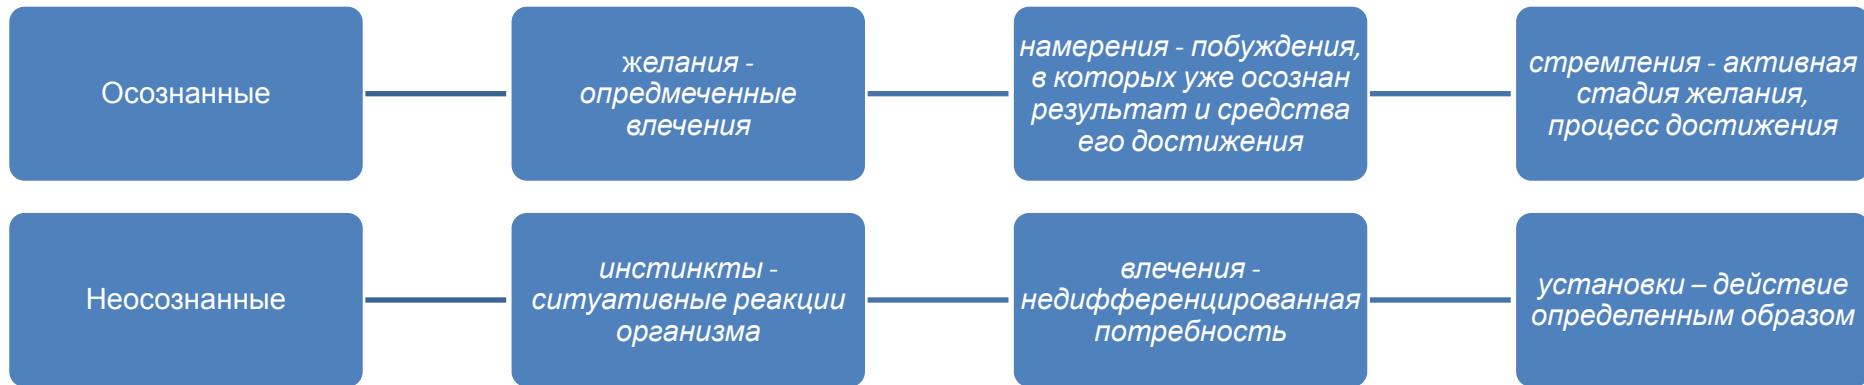 Осознанные
желания -
опредмеченные
влечения
намерения - побуждения,
в которых уже осознан
результат и средства
его достижения
стремления - активная
стадия желания,
процесс достижения
Неосознанные
инстинкты -
ситуативные реакции
организма
влечения -
недифференцированная
потребность
установки – действие
определенным образом